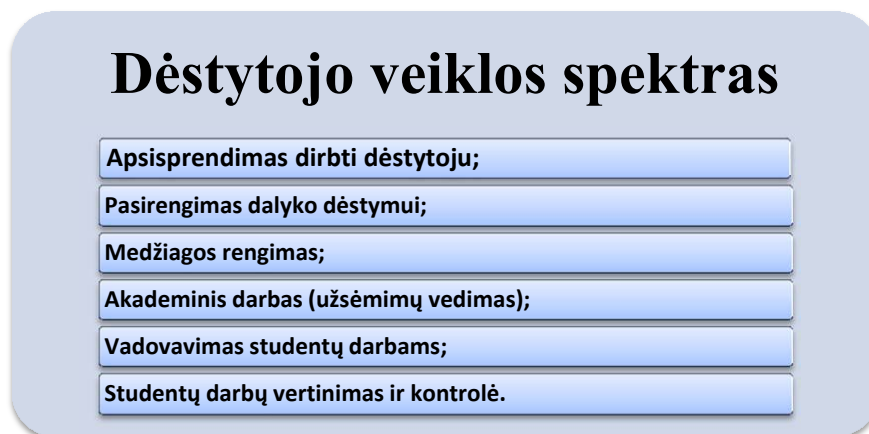 Dėstytojo veiklos spektras
Apsisprendimas dirbti dėstytoju;
Pasirengimas dalyko dėstymui;
Medžiagos rengimas;
Akademinis darbas (užsėmimų vedimas);
Vadovavimas studentų darbams;
Studentų darbų vertinimas ir kontrolė.